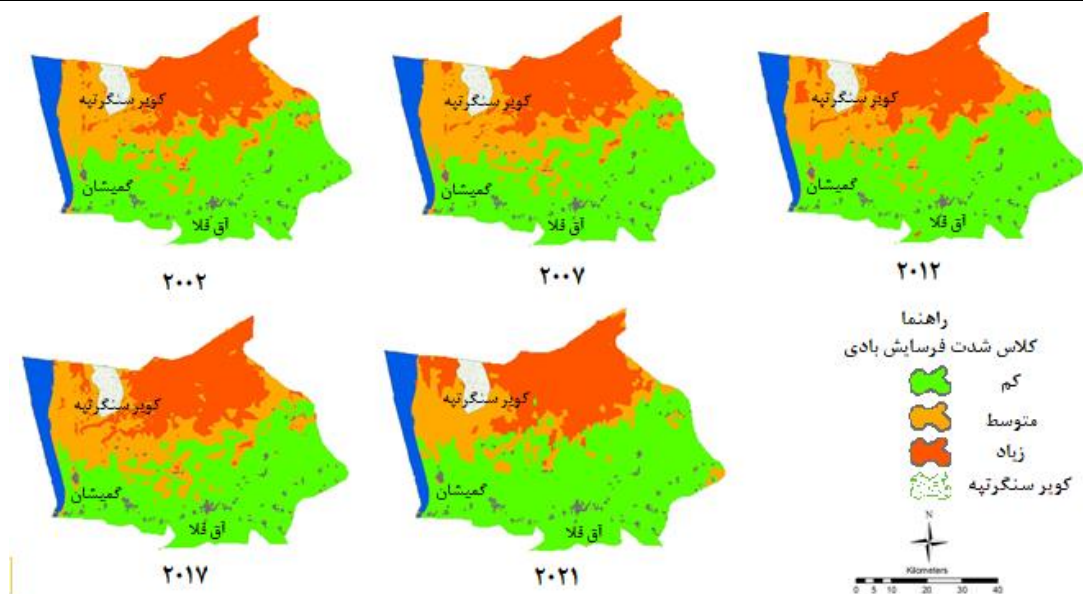 کویر سنگرتپه
گمیشان
آق قلا
۲۰۰۲
کویر سنگرتپه
گمیشان
آق قلا
۲۰۰۷
کویر سنگرتپه
گمیشان
آق قلا
۲۰۱۲
کویر سنگرتپه
گمیشان
آق قلا
۲۰۱۷
کویر سنگرتپه
گمیشان
آق قلا
۲۰۲۱
راهنما
کلاس شدت فرسایش بادی
کم
متوسط
زیاد
کویر سنگرتپه
N
Kilometers
0 5 10 20 30 40